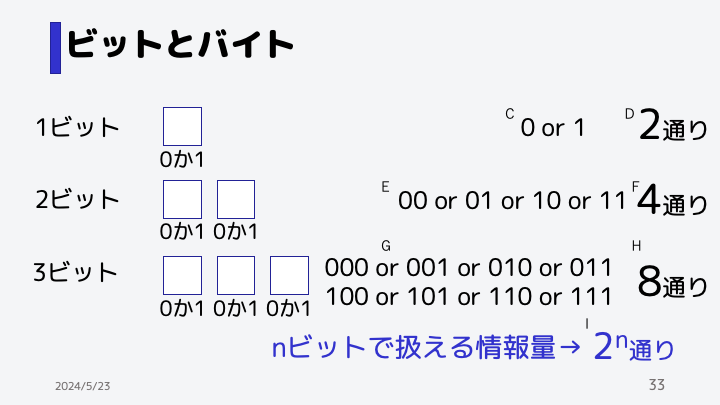 ビットとバイト
1ビット
0か1
C 0 or 1
D 2通り
2ビット
0か1 0か1
E 00 or 01 or 10 or 11
F 4通り
3ビット
0か1 0か1 0か1
G
000 or 001 or 010 or 011
100 or 101 or 110 or 111
H 8通り
nビットで扱える情報量→
I 2ⁿ通り
2024/5/23
33